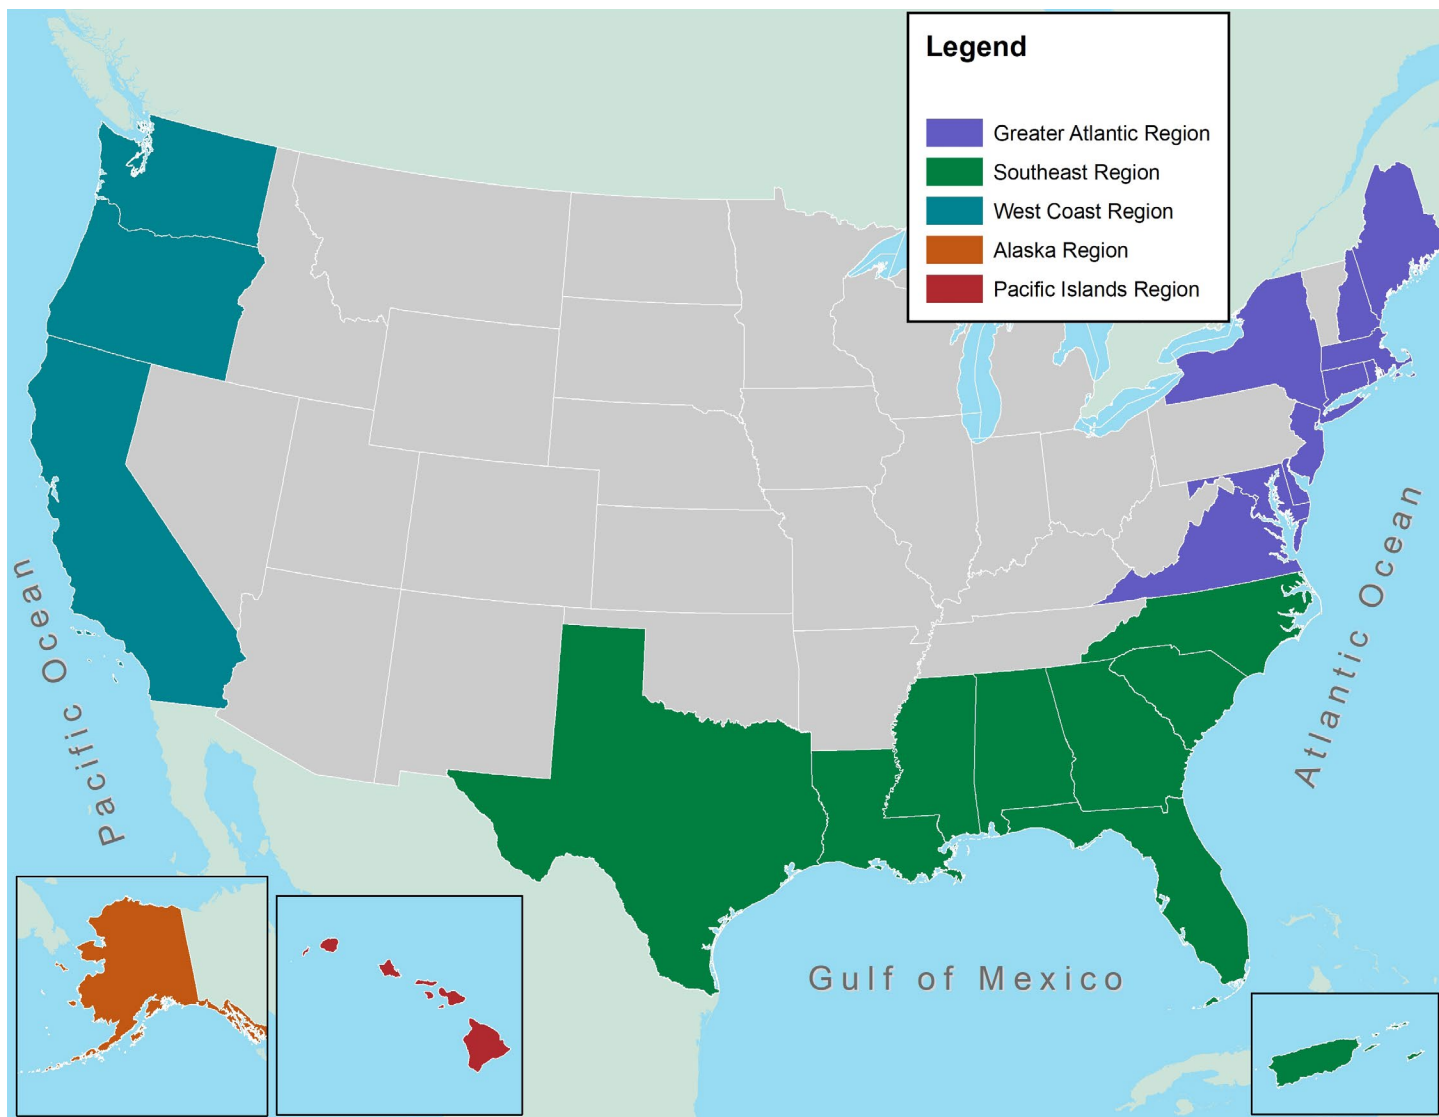 Legend
Greater Atlantic Region
Southeast Region
West Coast Region
Alaska Region
Pacific Islands Region
Pacific Ocean
Atlantic Ocean
Gulf of Mexico